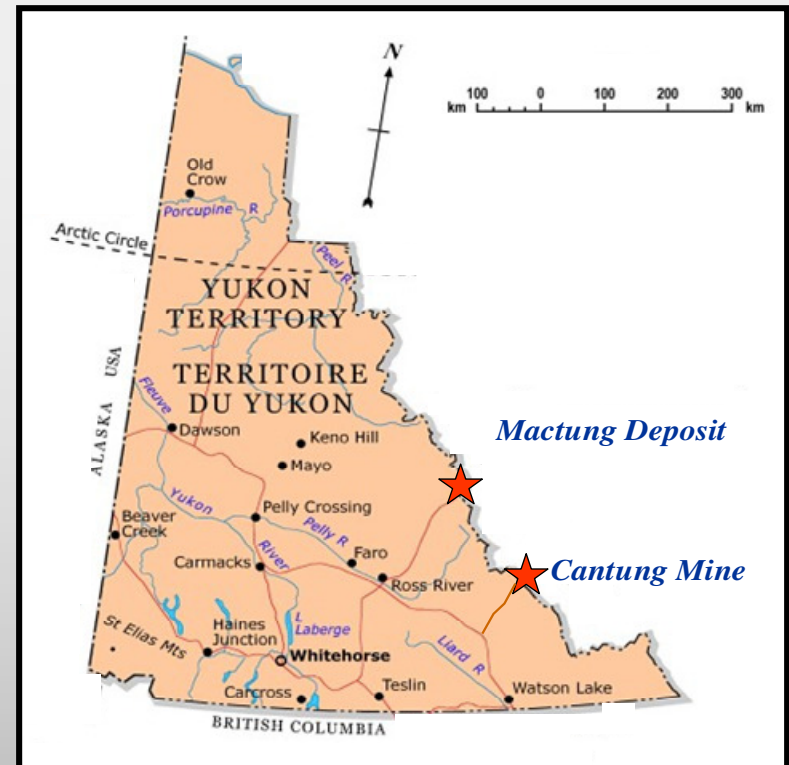 N
100 0 100 200 300
km km
Old
Crow
Porcupine R
Arctic Circle
Peel R
YUKON
TERRITORY
TERRITOIRE
DU YUKON
ALASKA USA
Fleuve
Dawson
Keno Hill
Mayo
Mactung Deposit
Yukon
River
Pelly Crossing
Pelly R
Beaver
Creek
Carmacks
Faro
Ross River
Cantung Mine
St Elias Mts
Haines
Junction
L
Laberge
Whitehorse
Liard R
Carcross
Teslin
Watson Lake
BRITISH COLUMBIA